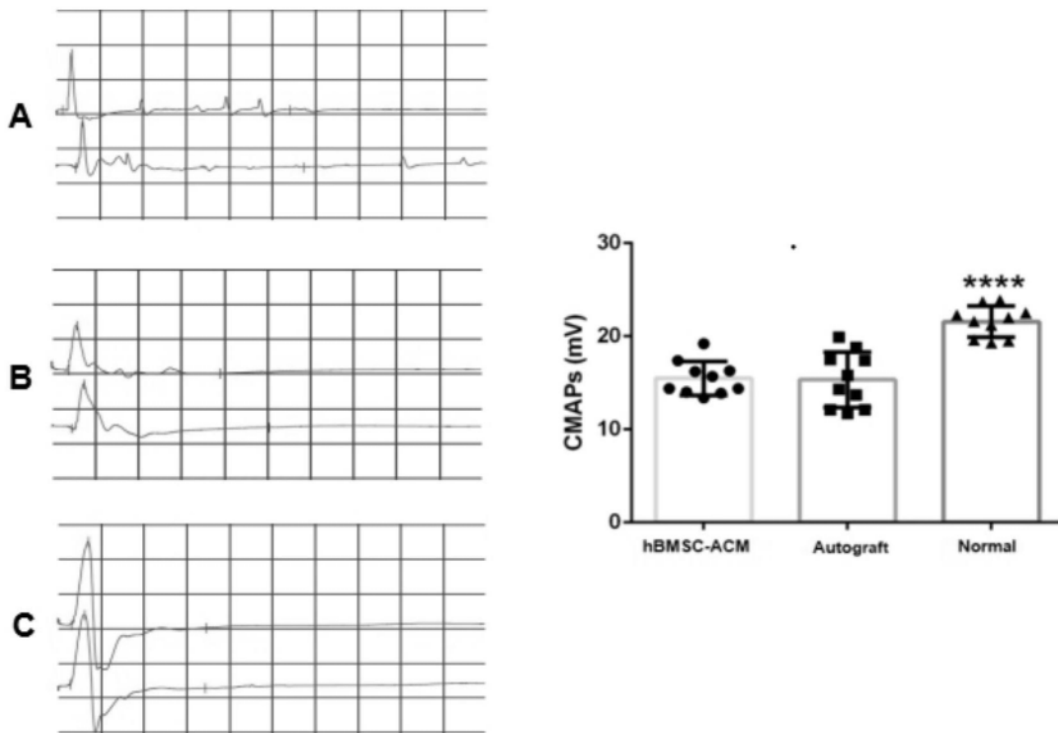 A
B
C
CMAPs (mV)
30
20
10
0
****
hBMSC-ACM
Autograft
Normal